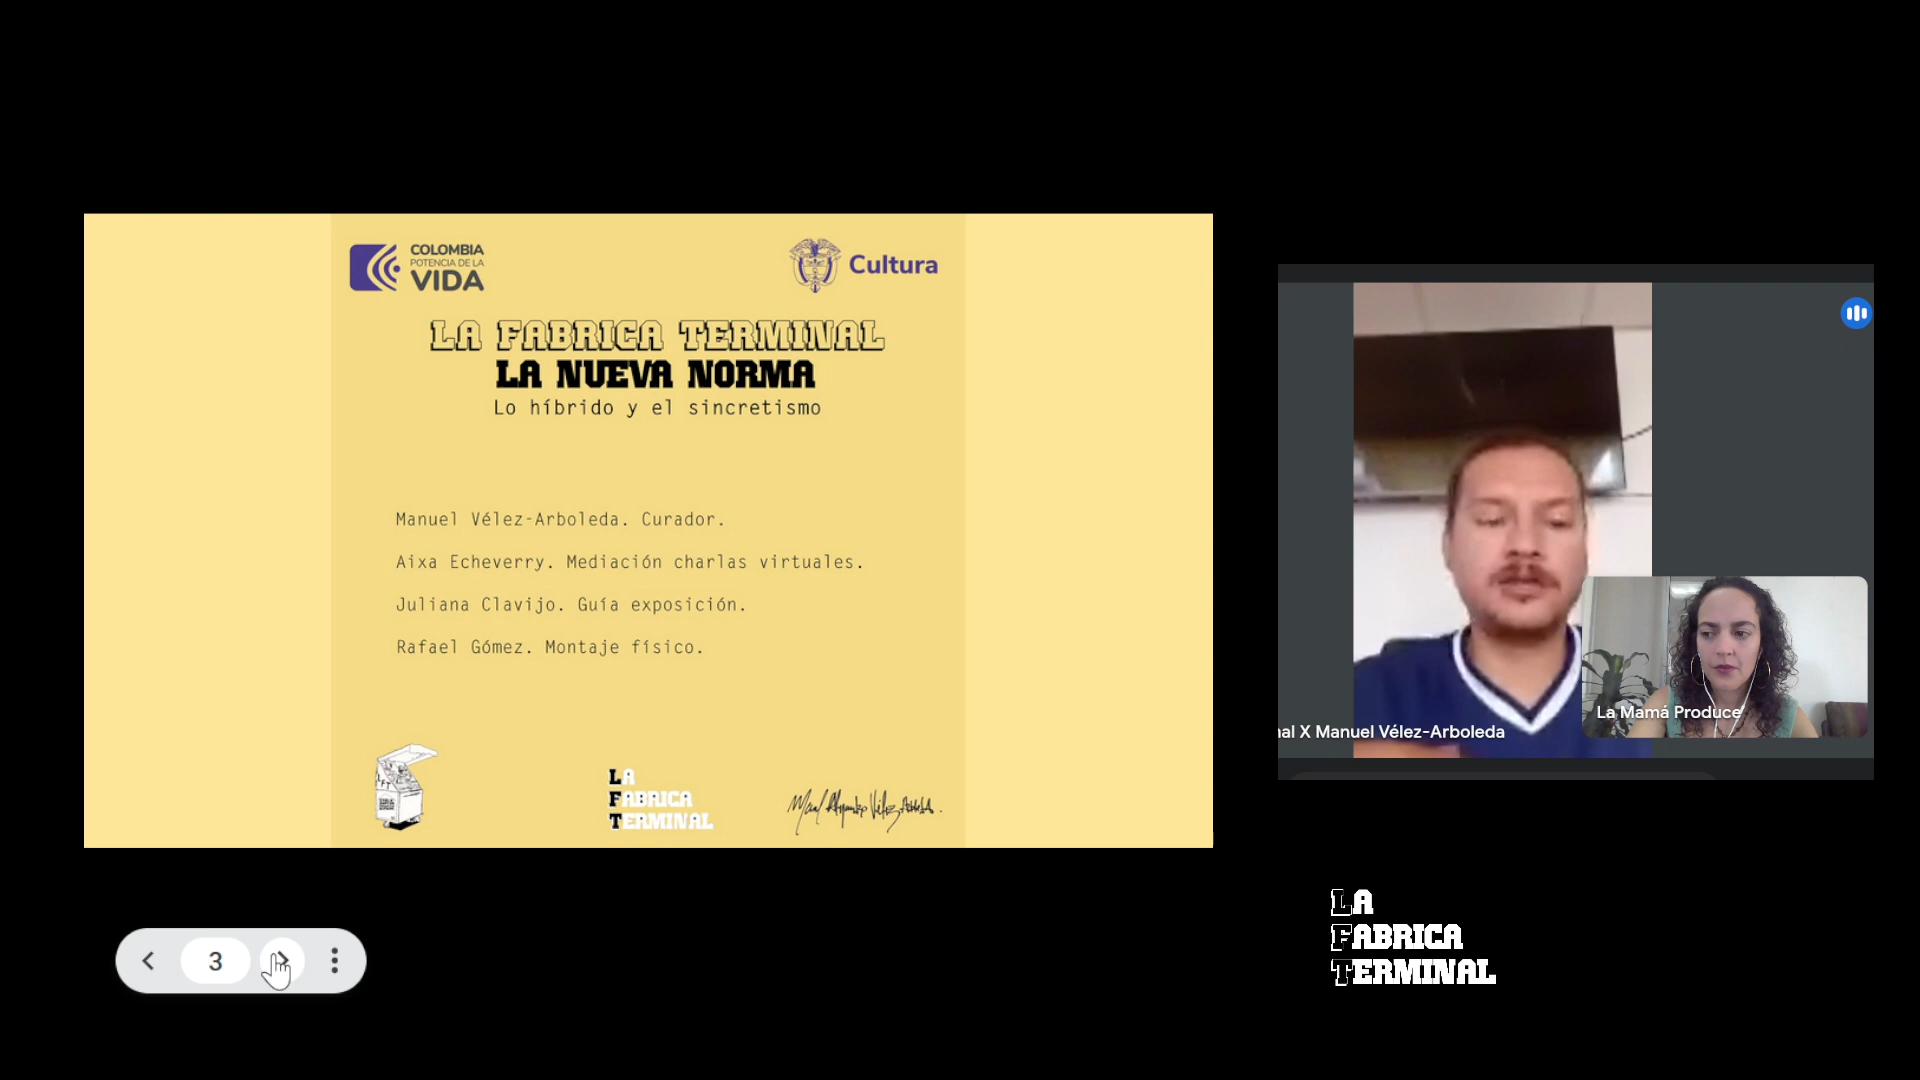 COLOMBIA
POTENCIA DE LA
VIDA
Cultura
LA FABRICA TERMINAL
LA NUEVA NORMA
Lo híbrido y el sincretismo
Manuel Vélez-Arboleda. Curador.
Aixa Echeverry. Mediación charlas virtuales.
Juliana Clavijo. Guía exposición.
Rafael Gómez. Montaje físico.
LA
FABRICA
TERMINAL
nal X Manuel Vélez-Arboleda
La Mamá Produce
LA
FABRICA
TERMINAL
3